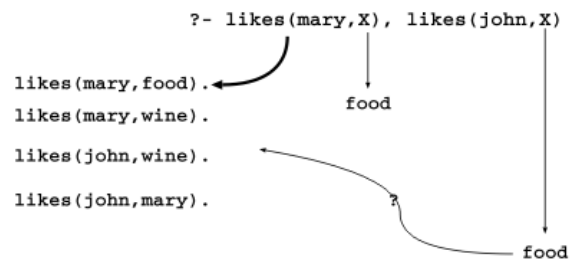 ?- likes(mary,X), likes(john,X)
likes(mary,food).
food
likes(mary,wine).
likes(john,wine).
likes(john,mary).
?
food